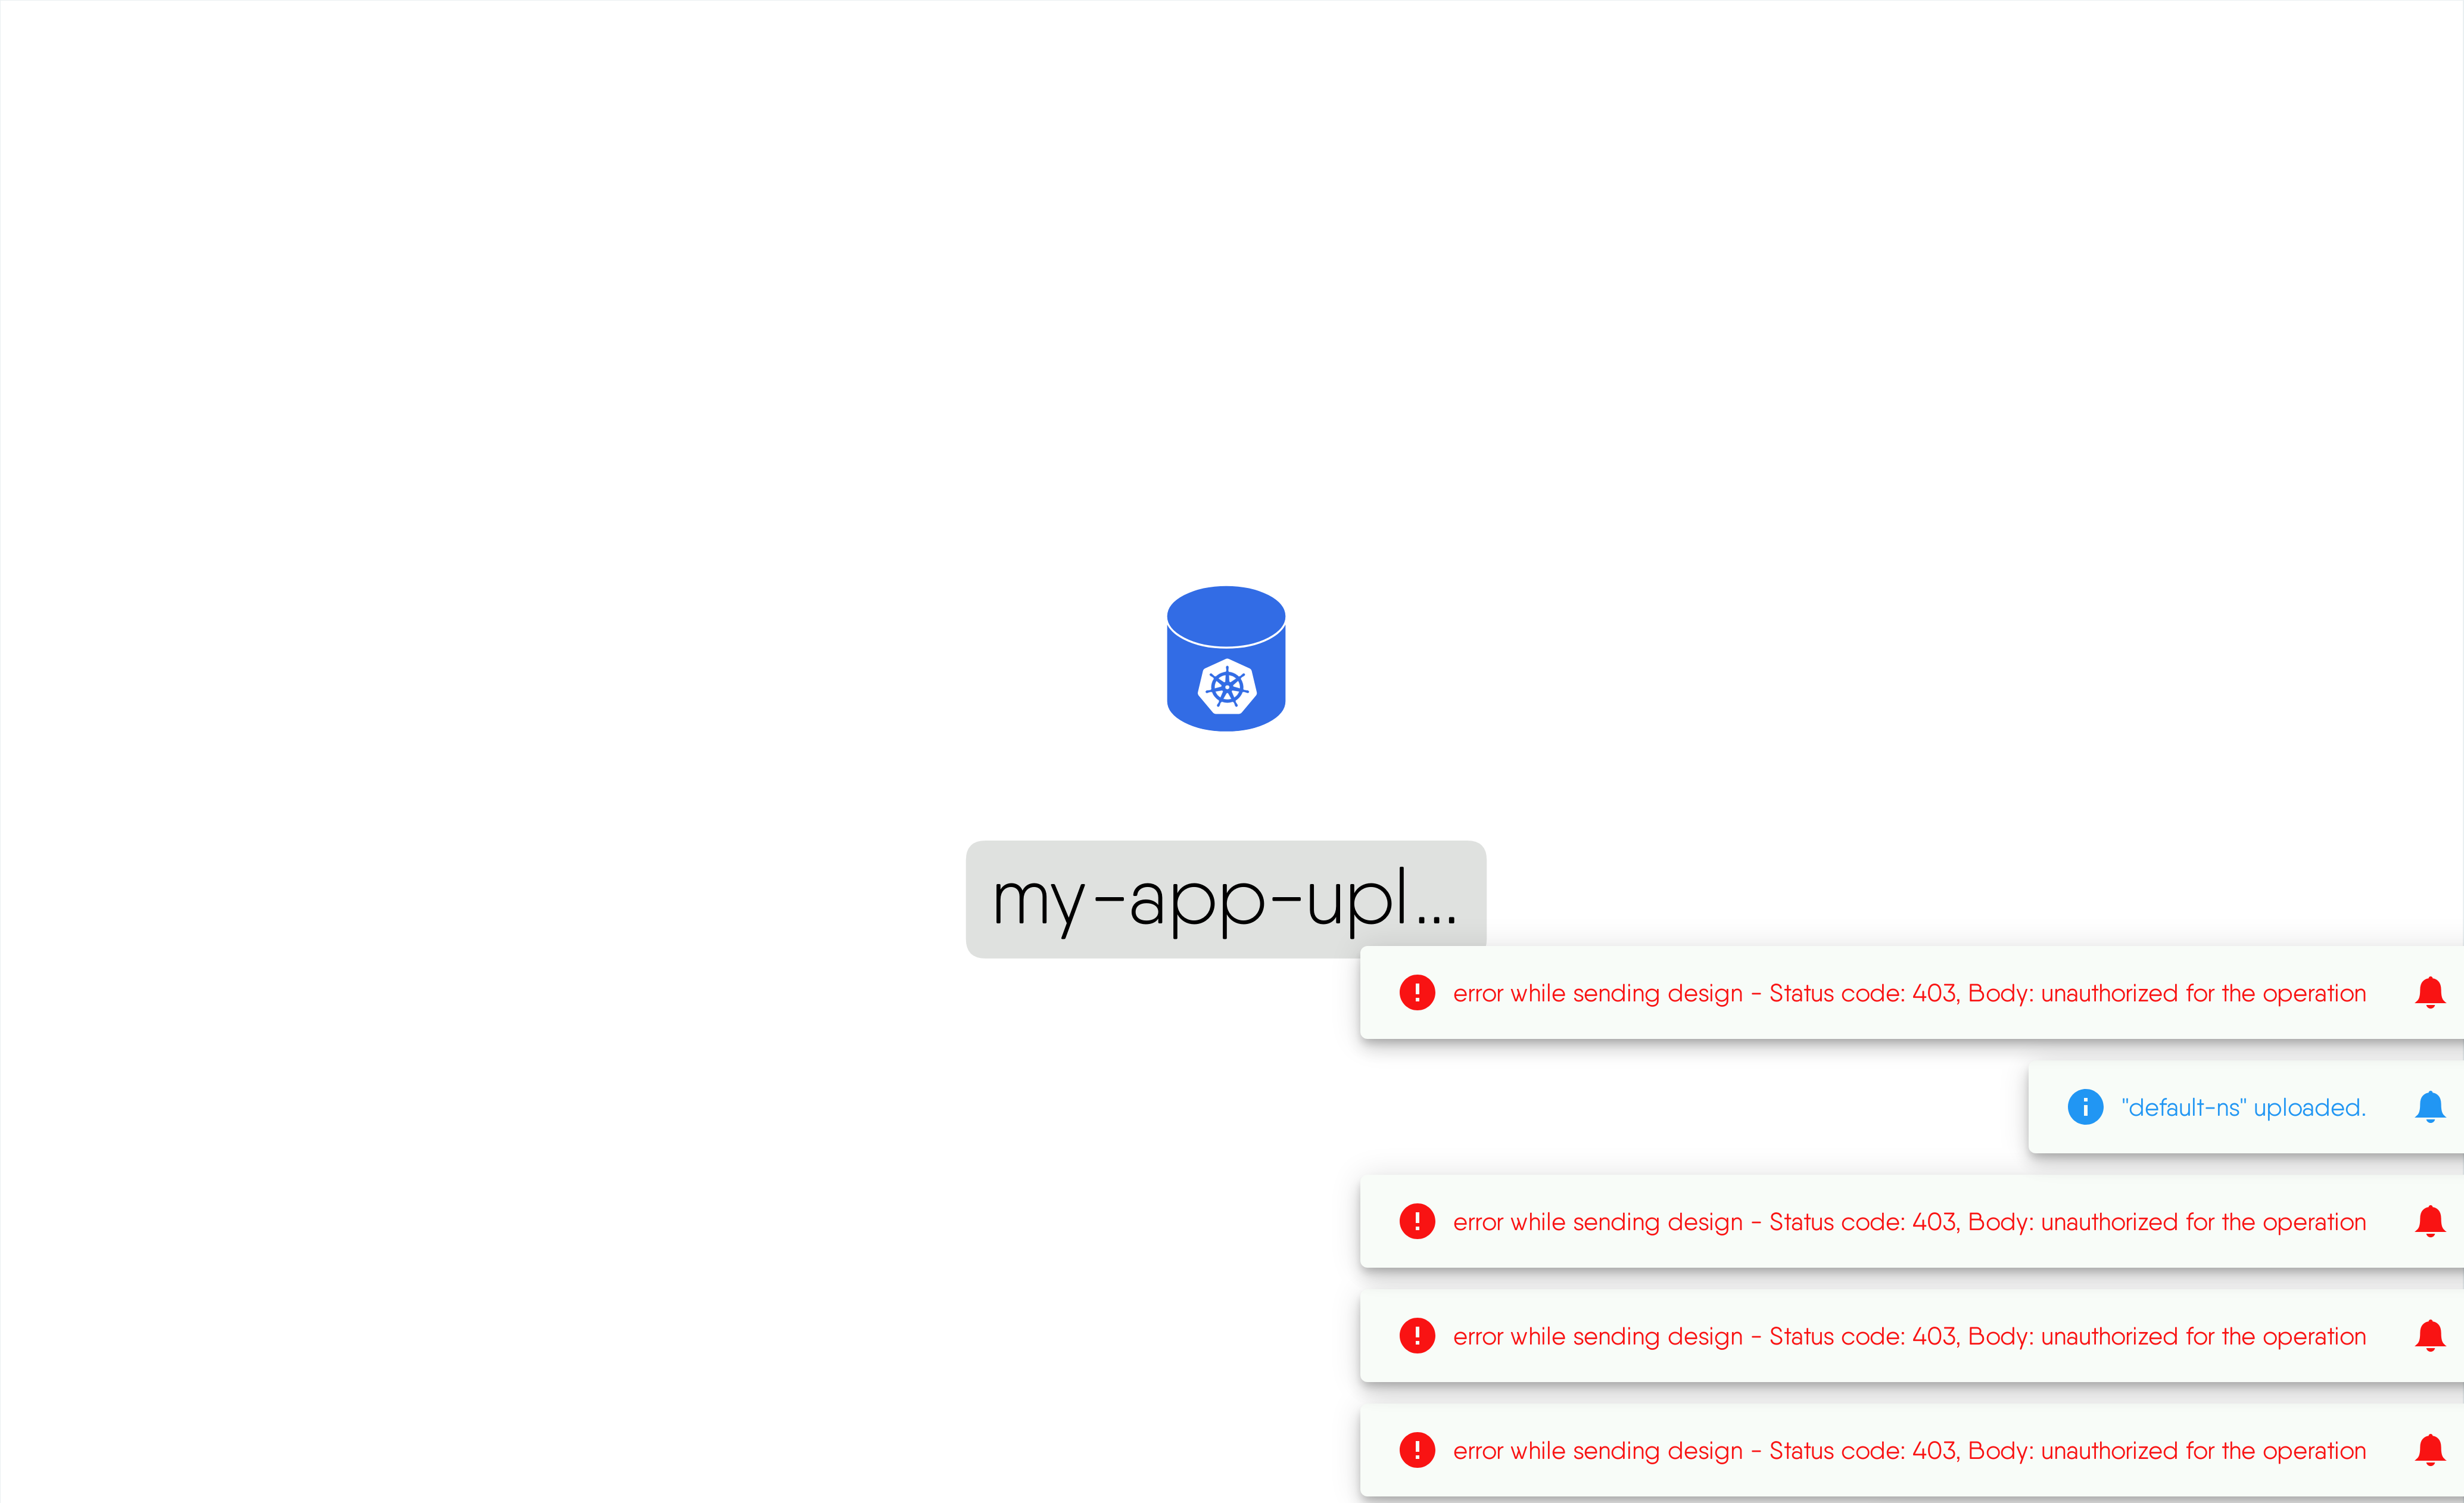 my-app-upl...
error while sending design - Status code: 403, Body: unauthorized for the operation
"default-ns" uploaded.
error while sending design - Status code: 403, Body: unauthorized for the operation
error while sending design - Status code: 403, Body: unauthorized for the operation
error while sending design - Status code: 403, Body: unauthorized for the operation